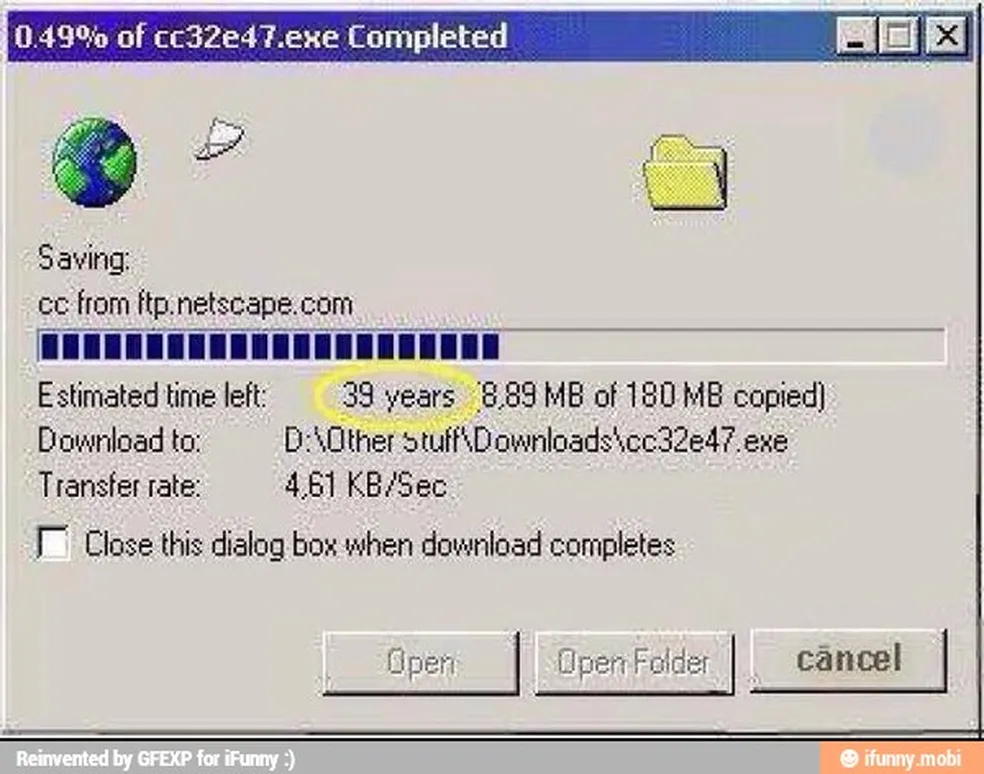 0.49% of cc32e47.exe Completed
Saving:
cc from ftp.netscape.com
Estimated time left: 39 years (8,89 MB of 180 MB copied)
Download to: D:\Other Stuff\Downloads\cc32e47.exe
Transfer rate: 4,61 KB/Sec
Close this dialog box when download completes
Open Open Folder cāncel
Reinvented by GFEXP for iFunny :) ifunny.mobi